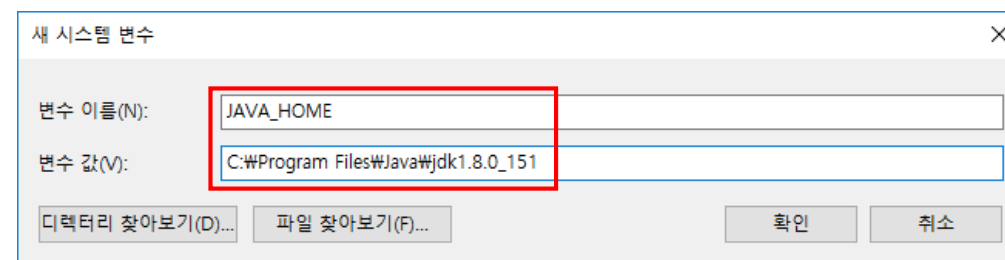 새 시스템 변수
변수 이름(N): JAVA_HOME
변수 값(V): C:₩Program Files₩Java₩jdk1.8.0_151
디렉터리 찾아보기(D)... 파일 찾아보기(F)... 확인 취소